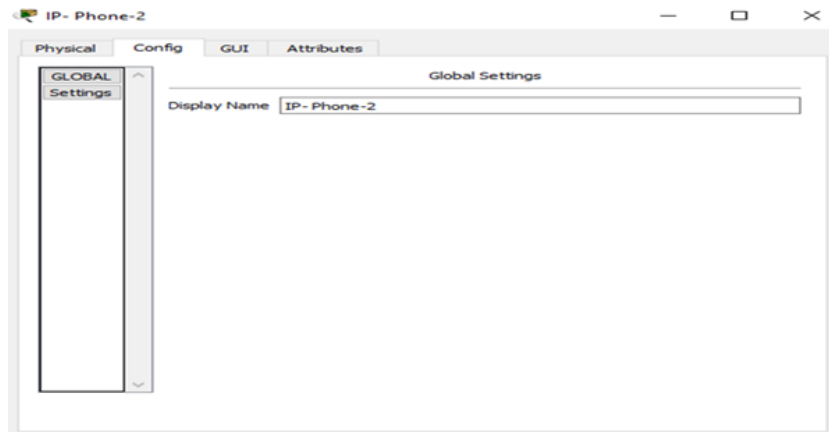 IP- Phone-2
Physical Config GUI Attributes
GLOBAL
Settings
Global Settings
Display Name IP- Phone-2